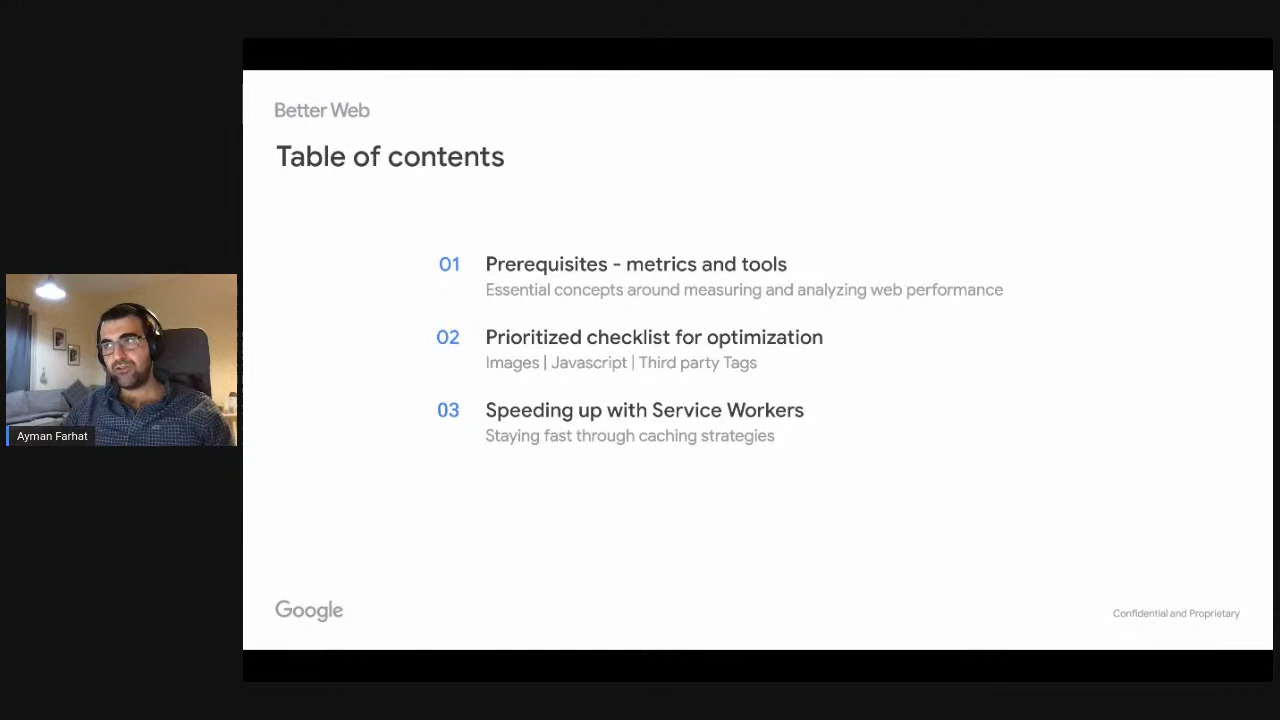 Better Web
Table of contents
01 Prerequisites - metrics and tools
Essential concepts around measuring and analyzing web performance
02 Prioritized checklist for optimization
Images | Javascript | Third party Tags
03 Speeding up with Service Workers
Staying fast through caching strategies
Ayman Farhat
Google
Confidential and Proprietary